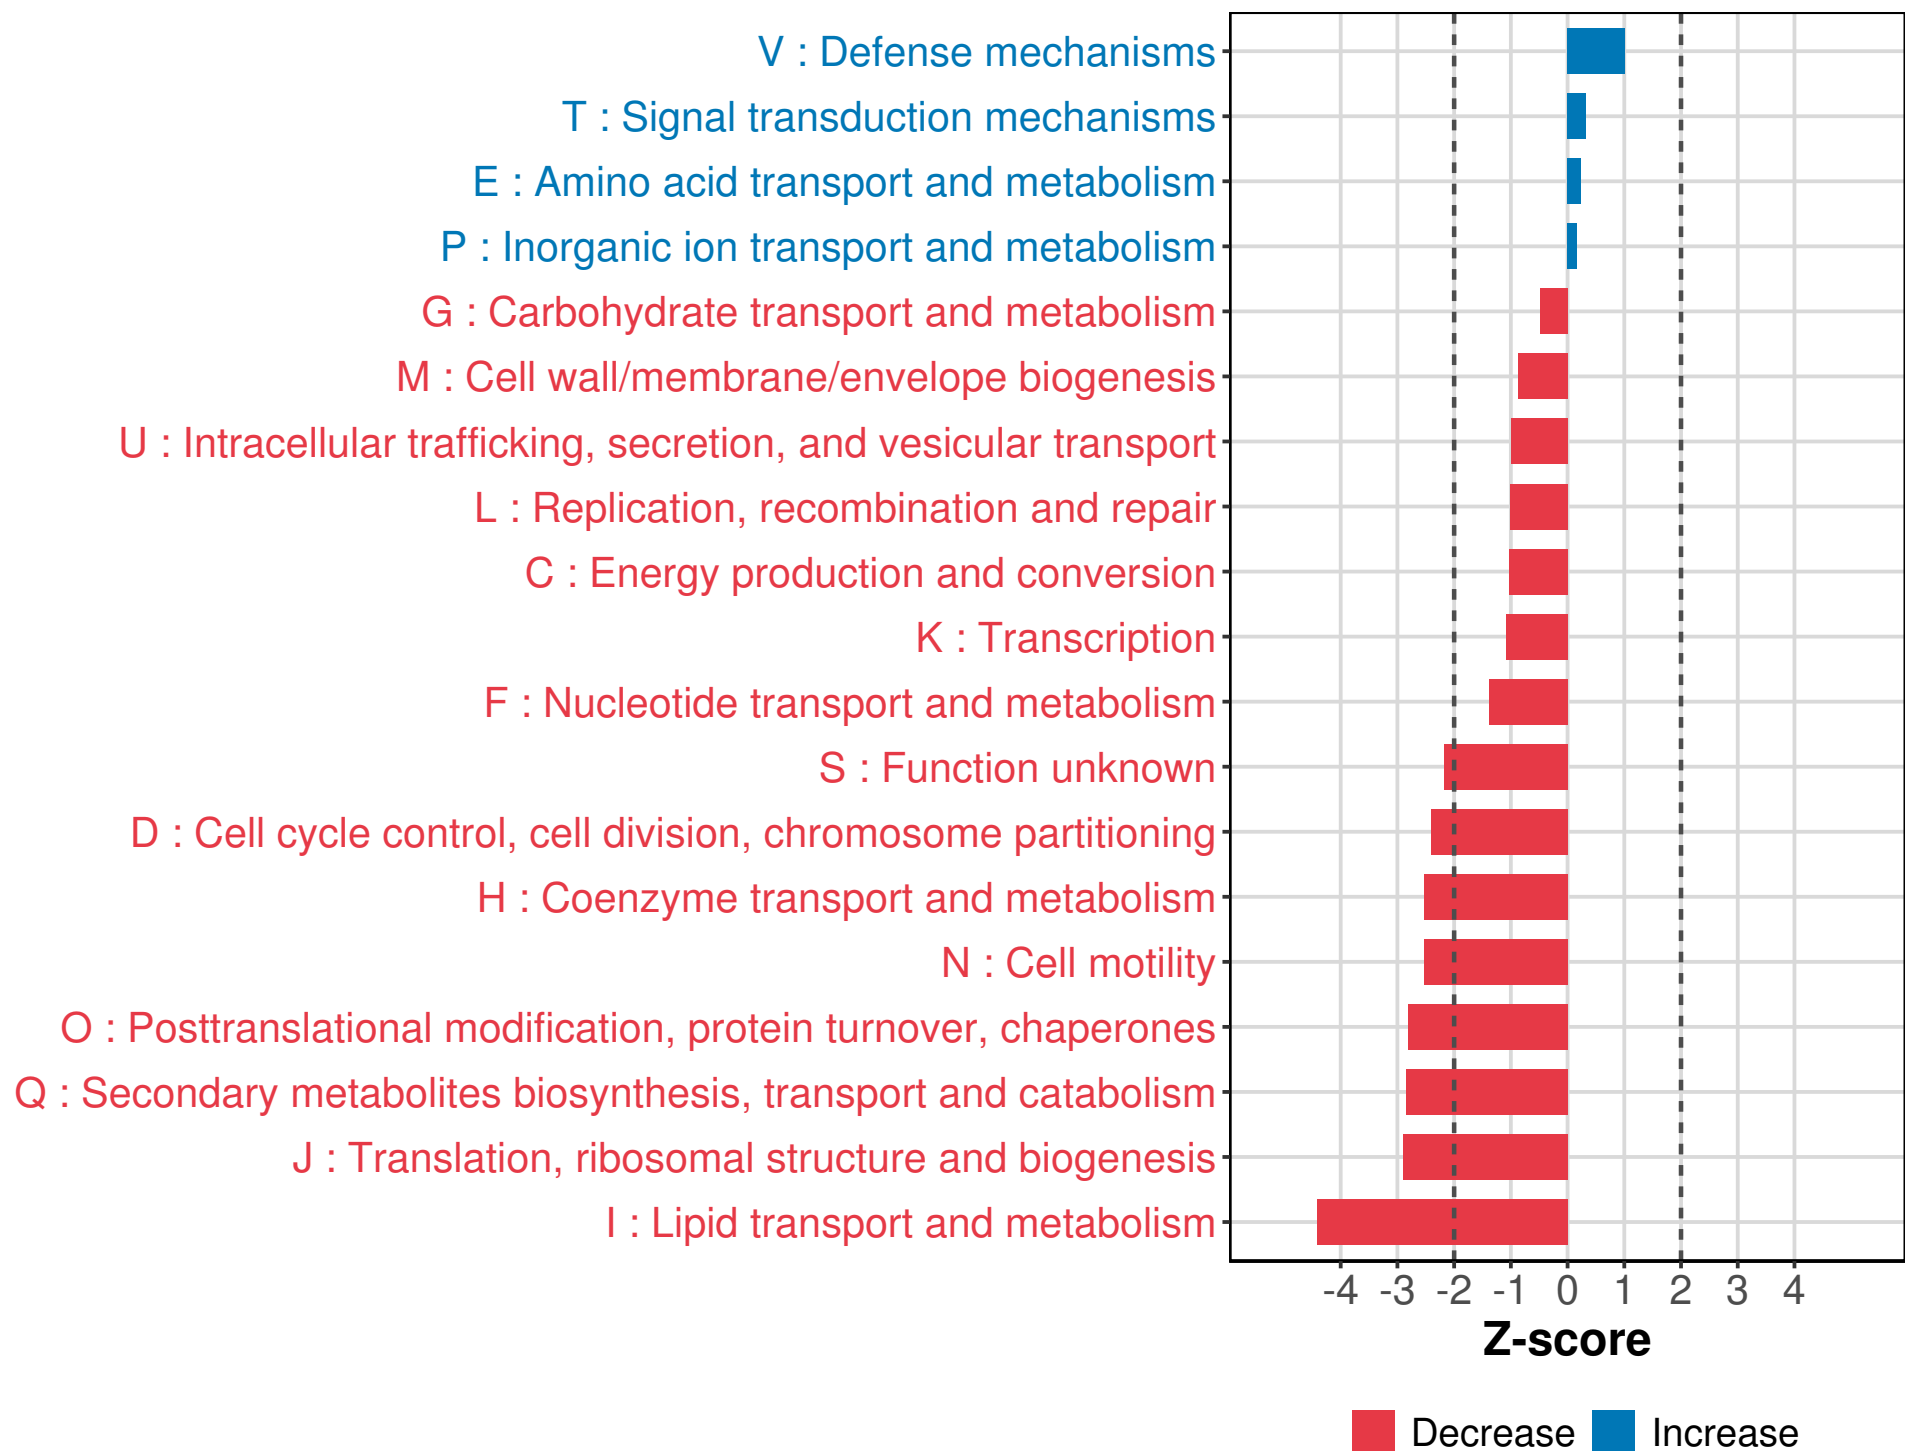 V : Defense mechanisms
T : Signal transduction mechanisms
E : Amino acid transport and metabolism
P : Inorganic ion transport and metabolism
G : Carbohydrate transport and metabolism
M : Cell wall/membrane/envelope biogenesis
U : Intracellular trafficking, secretion, and vesicular transport
L : Replication, recombination and repair
C : Energy production and conversion
K : Transcription
F : Nucleotide transport and metabolism
S : Function unknown
D : Cell cycle control, cell division, chromosome partitioning
H : Coenzyme transport and metabolism
N : Cell motility
O : Posttranslational modification, protein turnover, chaperones
Q : Secondary metabolites biosynthesis, transport and catabolism
J : Translation, ribosomal structure and biogenesis
I : Lipid transport and metabolism
-4 -3 -2 -1 0 1 2 3 4
Z-score
Decrease Increase